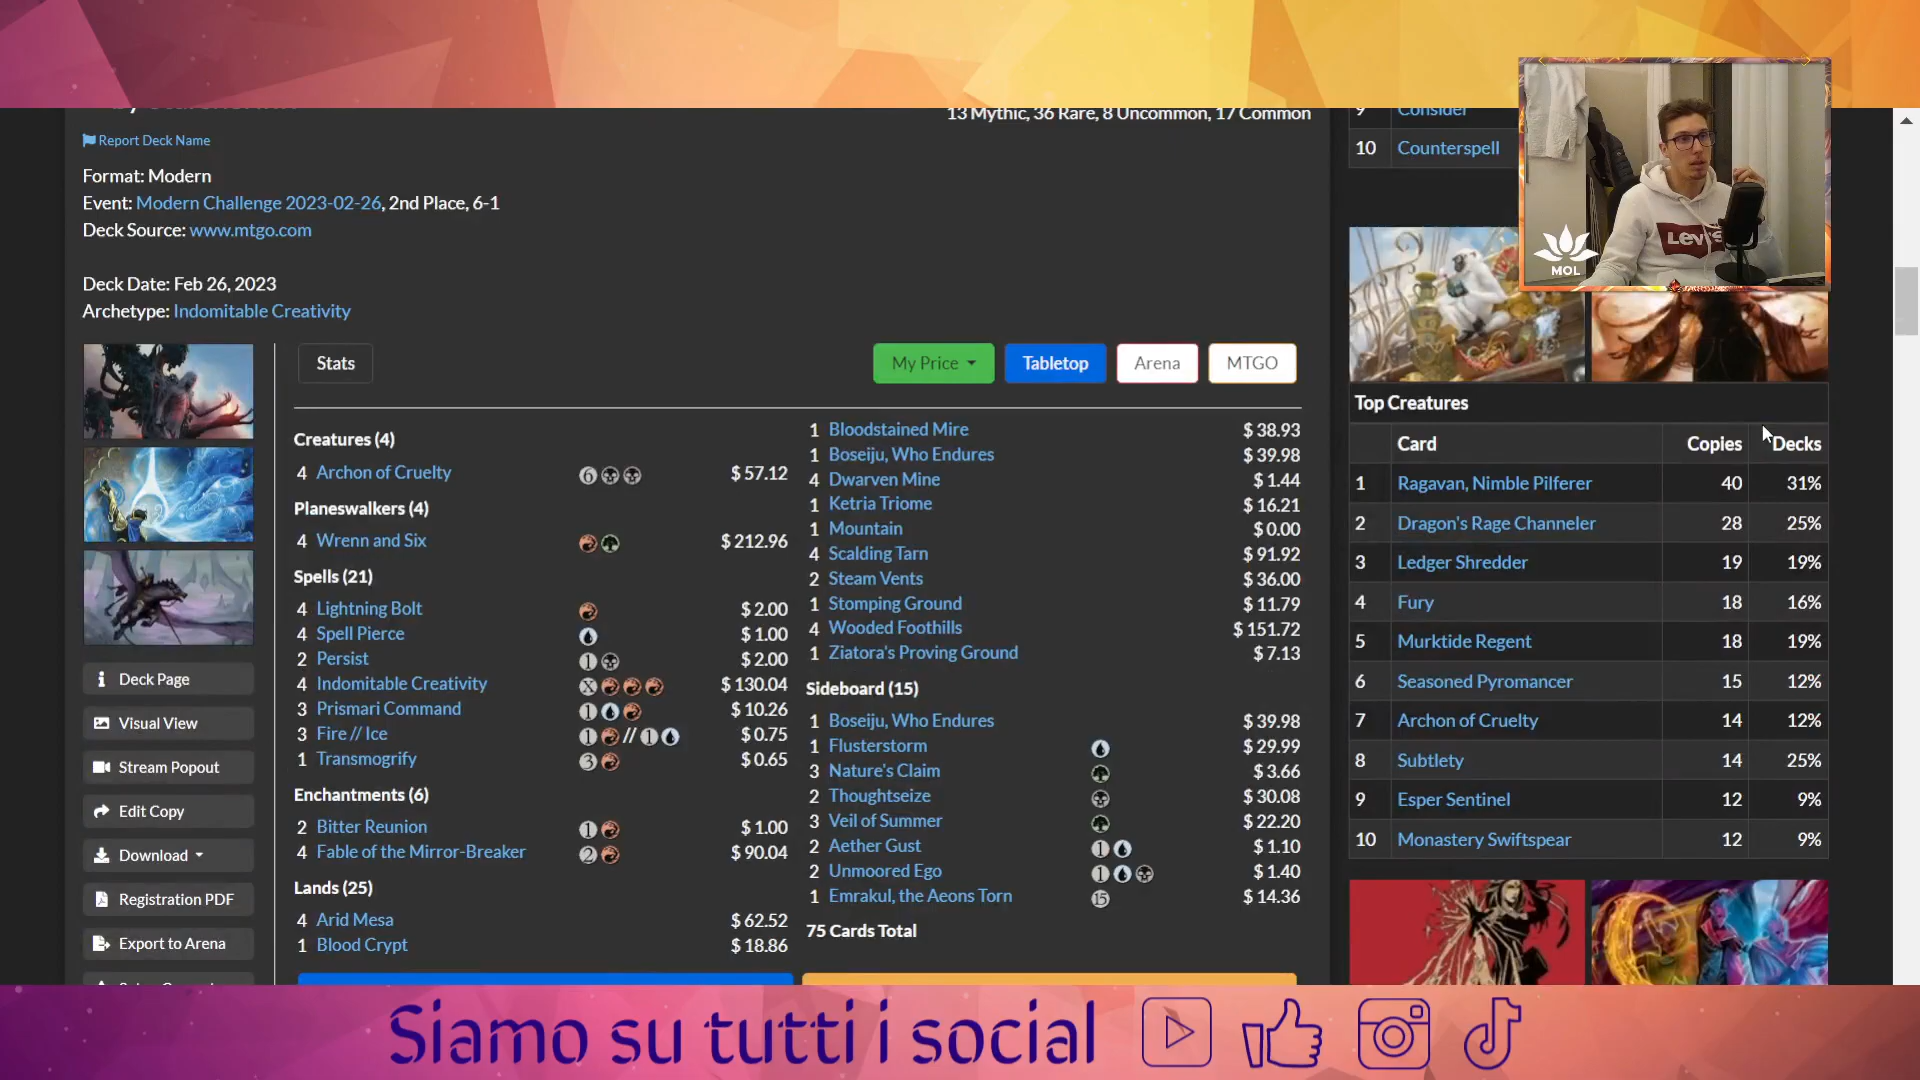 13 Mythic, 36 Rare, 8 Uncommon, 17 Common
Report Deck Name
Format: Modern
Event: Modern Challenge 2023-02-26, 2nd Place, 6-1
Deck Source: www.mtgo.com
Deck Date: Feb 26, 2023
Archetype: Indomitable Creativity
Stats
My Price
Tabletop
Arena
MTGO
Creatures (4)
4 Archon of Cruelty 6 $ 57.12
Planeswalkers (4)
4 Wrenn and Six $ 212.96
Spells (21)
4 Lightning Bolt $ 2.00
4 Spell Pierce $ 1.00
2 Persist 1 $ 2.00
4 Indomitable Creativity X $ 130.04
3 Prismari Command 1 $ 10.26
3 Fire // Ice 1 // 1 $ 0.75
1 Transmogrify 3 $ 0.65
Enchantments (6)
2 Bitter Reunion 1 $ 1.00
4 Fable of the Mirror-Breaker 2 $ 90.04
Lands (25)
4 Arid Mesa $ 62.52
1 Blood Crypt $ 18.86
1 Bloodstained Mire $ 38.93
1 Boseiju, Who Endures $ 39.98
4 Dwarven Mine $ 1.44
1 Ketria Triome $ 16.21
1 Mountain $ 0.00
4 Scalding Tarn $ 91.92
2 Steam Vents $ 36.00
1 Stomping Ground $ 11.79
4 Wooded Foothills $ 151.72
1 Ziatora's Proving Ground $ 7.13
Sideboard (15)
1 Boseiju, Who Endures $ 39.98
1 Flusterstorm $ 29.99
3 Nature's Claim $ 3.66
2 Thoughtseize $ 30.08
3 Veil of Summer $ 22.20
2 Aether Gust 1 $ 1.10
2 Unmoored Ego 1 $ 1.40
1 Emrakul, the Aeons Torn 15 $ 14.36
75 Cards Total
Deck Page
Visual View
Stream Popout
Edit Copy
Download
Registration PDF
Export to Arena
9 Consider
10 Counterspell
Top Creatures
Card Copies Decks
1 Ragavan, Nimble Pilferer 40 31%
2 Dragon's Rage Channeler 28 25%
3 Ledger Shredder 19 19%
4 Fury 18 16%
5 Murktide Regent 18 19%
6 Seasoned Pyromancer 15 12%
7 Archon of Cruelty 14 12%
8 Subtlety 14 25%
9 Esper Sentinel 12 9%
10 Monastery Swiftspear 12 9%
MOL
Levi's
Siamo su tutti i social